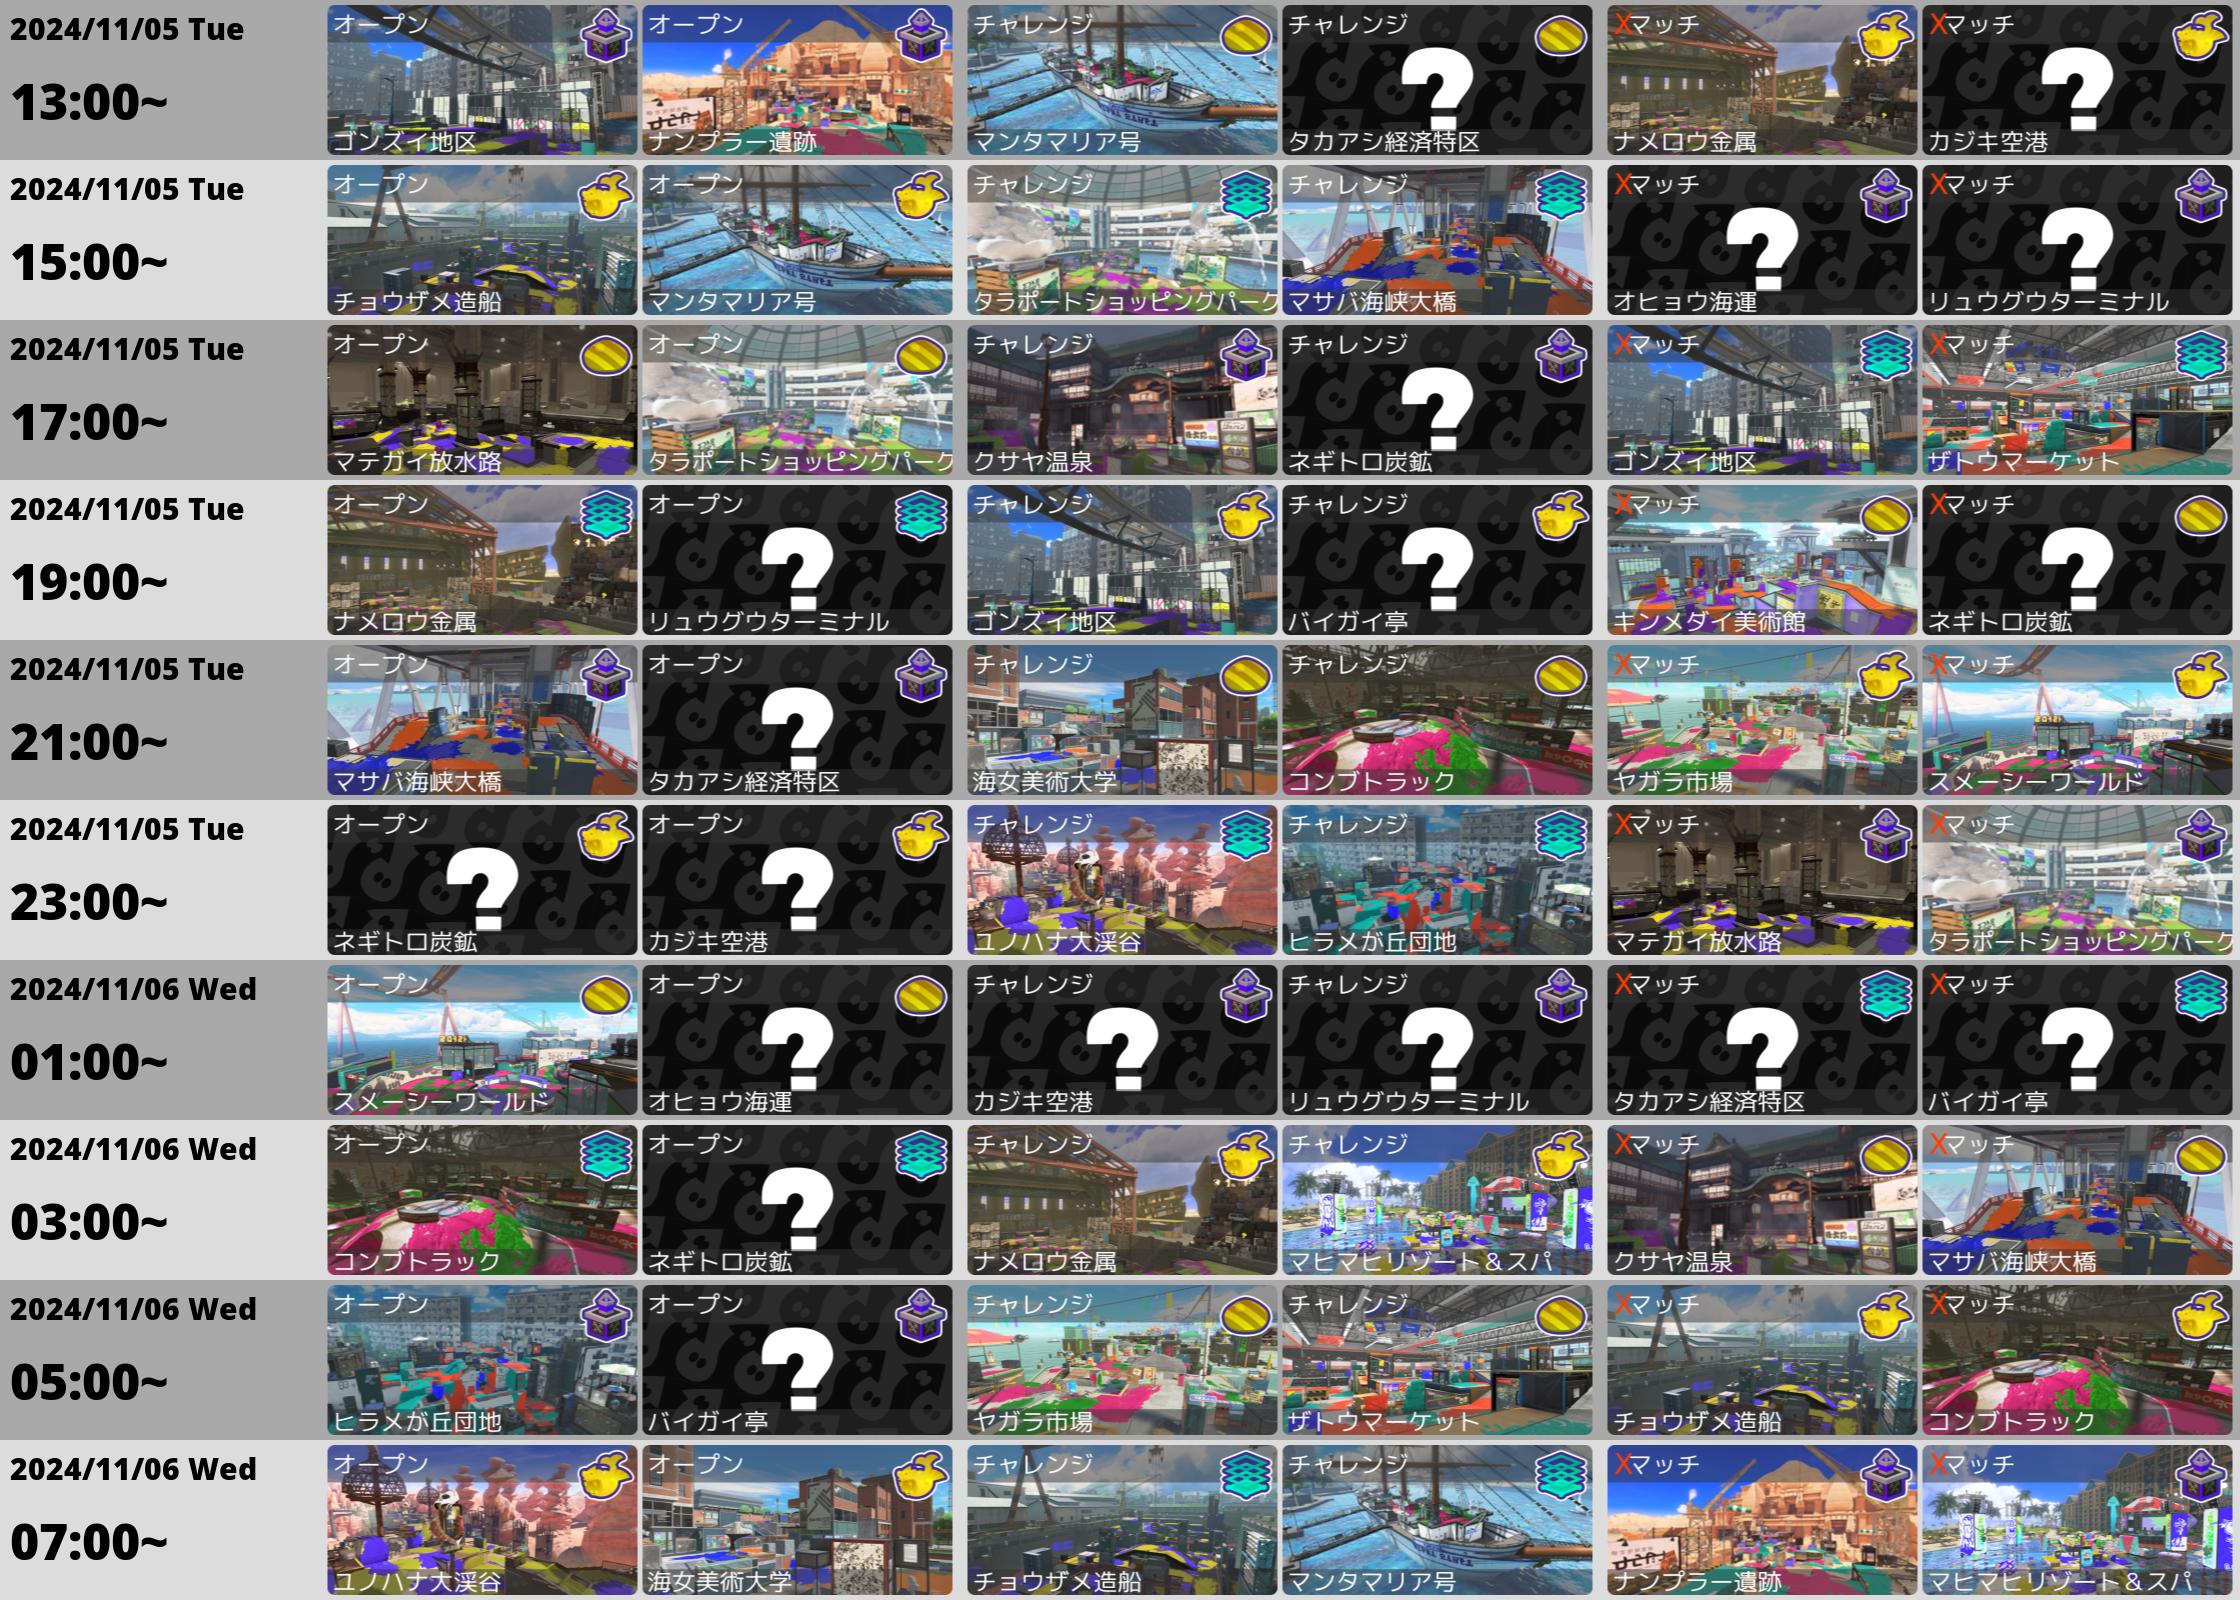 2024/11/05 Tue
13:00~
オープン
ゴンズイ地区
オープン
ナンプラー遺跡
チャレンジ
マンタマリア号
チャレンジ
タカアシ経済特区
Xマッチ
ナメロウ金属
Xマッチ
カジキ空港
2024/11/05 Tue
15:00~
オープン
チョウザメ造船
オープン
マンタマリア号
チャレンジ
タラポートショッピングパーク
チャレンジ
マサバ海峡大橋
Xマッチ
オヒョウ海運
Xマッチ
リュウグウターミナル
2024/11/05 Tue
17:00~
オープン
マテガイ放水路
オープン
タラポートショッピングパーク
チャレンジ
クサヤ温泉
チャレンジ
ネギトロ炭鉱
Xマッチ
ゴンズイ地区
Xマッチ
ザトウマーケット
2024/11/05 Tue
19:00~
オープン
ナメロウ金属
オープン
リュウグウターミナル
チャレンジ
ゴンズイ地区
チャレンジ
バイガイ亭
Xマッチ
キンメダイ美術館
Xマッチ
ネギトロ炭鉱
2024/11/05 Tue
21:00~
オープン
マサバ海峡大橋
オープン
タカアシ経済特区
チャレンジ
海女美術大学
チャレンジ
コンブトラック
Xマッチ
ヤガラ市場
Xマッチ
スメーシーワールド
2024/11/05 Tue
23:00~
オープン
ネギトロ炭鉱
オープン
カジキ空港
チャレンジ
ユノハナ大渓谷
チャレンジ
ヒラメが丘団地
Xマッチ
マテガイ放水路
Xマッチ
タラポートショッピングパーク
2024/11/06 Wed
01:00~
オープン
スメーシーワールド
オープン
オヒョウ海運
チャレンジ
カジキ空港
チャレンジ
リュウグウターミナル
Xマッチ
タカアシ経済特区
Xマッチ
バイガイ亭
2024/11/06 Wed
03:00~
オープン
コンブトラック
オープン
ネギトロ炭鉱
チャレンジ
ナメロウ金属
チャレンジ
マヒマヒリゾート＆スパ
Xマッチ
クサヤ温泉
Xマッチ
マサバ海峡大橋
2024/11/06 Wed
05:00~
オープン
ヒラメが丘団地
オープン
バイガイ亭
チャレンジ
ヤガラ市場
チャレンジ
ザトウマーケット
Xマッチ
チョウザメ造船
Xマッチ
コンブトラック
2024/11/06 Wed
07:00~
オープン
ユノハナ大渓谷
オープン
海女美術大学
チャレンジ
チョウザメ造船
チャレンジ
マンタマリア号
Xマッチ
ナンプラー遺跡
Xマッチ
マヒマヒリゾート＆スパ